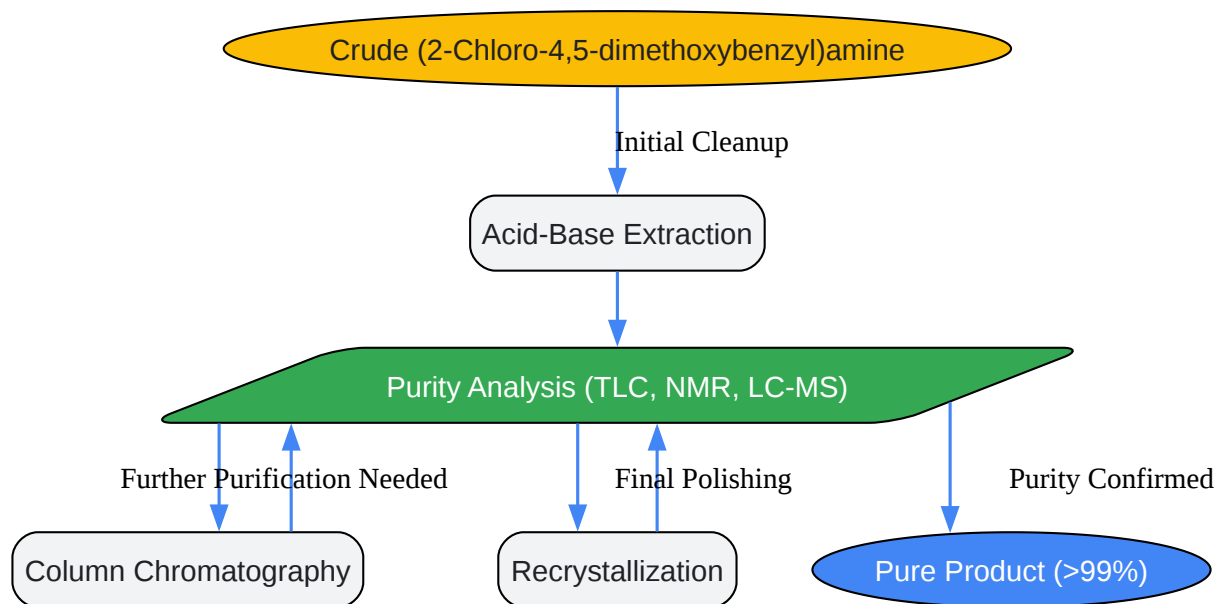 Crude (2-Chloro-4,5-dimethoxybenzyl)amine
Initial Cleanup
Acid-Base Extraction
Purity Analysis (TLC, NMR, LC-MS)
Further Purification Needed
Final Polishing
Purity Confirmed
Column Chromatography
Recrystallization
Pure Product (>99%)